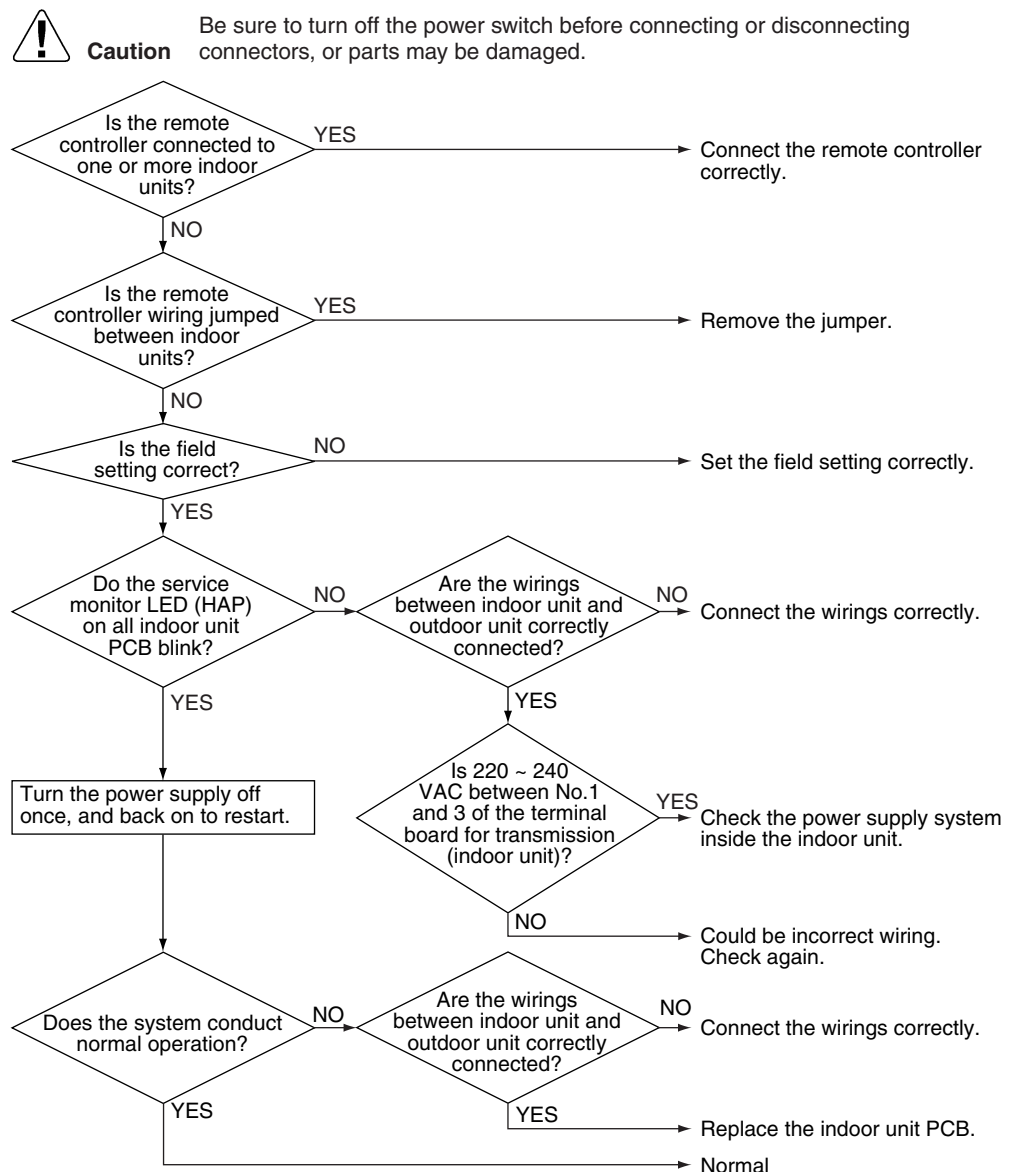 Caution
Be sure to turn off the power switch before connecting or disconnecting
connectors, or parts may be damaged.
Is the remote
controller connected to
one or more indoor
units?
YES
Connect the remote controller
correctly.
NO
Is the remote
controller wiring jumped
between indoor
units?
YES
Remove the jumper.
NO
Is the field
setting correct?
NO
Set the field setting correctly.
YES
Do the service
monitor LED (HAP)
on all indoor unit
PCB blink?
NO
Are the wirings
between indoor unit and
outdoor unit correctly
connected?
NO
Connect the wirings correctly.
YES
YES
Turn the power supply off
once, and back on to restart.
Is 220 ~ 240
VAC between No.1
and 3 of the terminal
board for transmission
(indoor unit)?
YES
Check the power supply system
inside the indoor unit.
NO
Could be incorrect wiring.
Check again.
Does the system conduct
normal operation?
NO
Are the wirings
between indoor unit and
outdoor unit correctly
connected?
NO
Connect the wirings correctly.
YES
YES
Replace the indoor unit PCB.
Normal